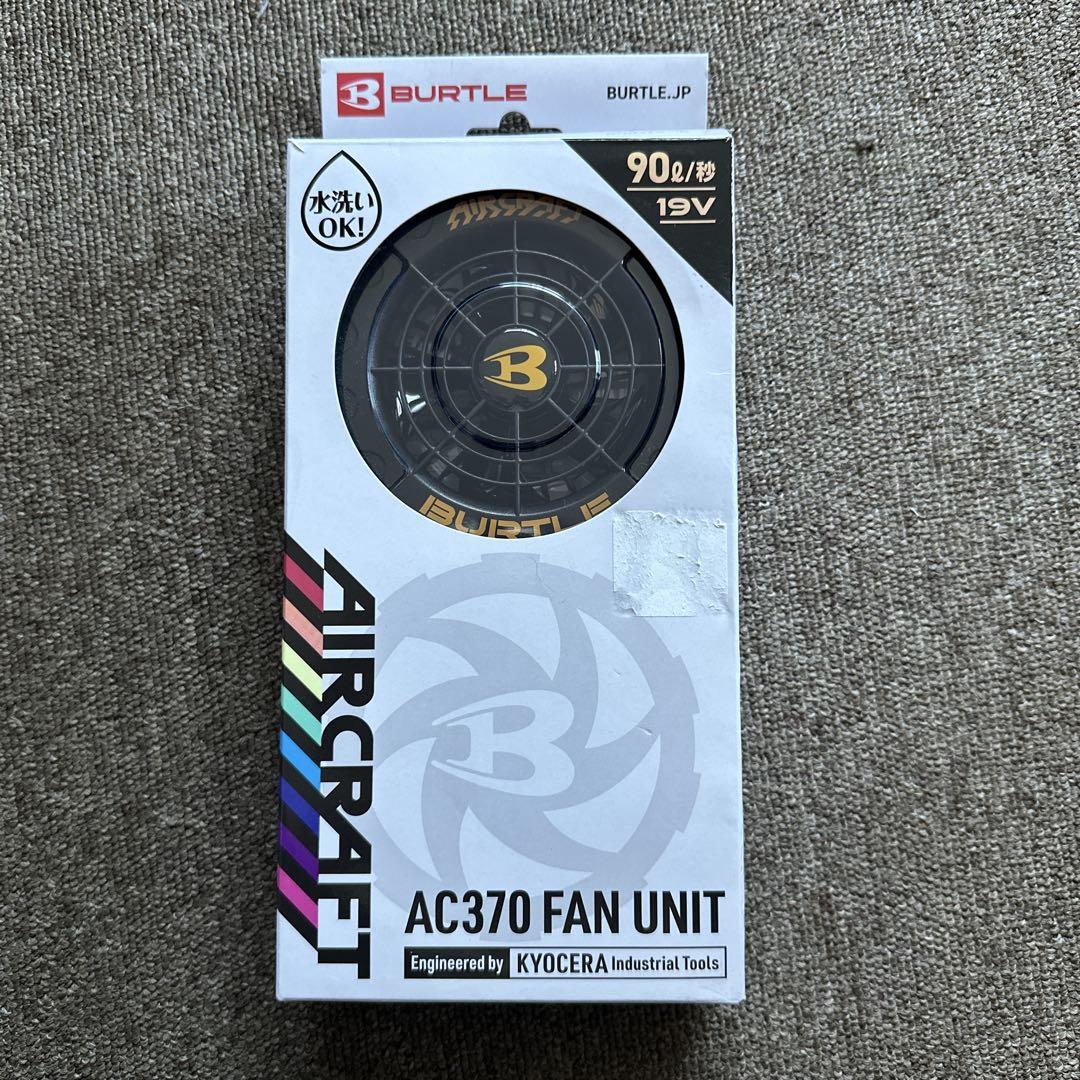 BURTLE
BURTLE.JP
水洗い
OK!
90ℓ/秒
19V
AIRCRAFT
B
BURTLE
AIRCRAFT
B
AC370 FAN UNIT
Engineered by KYOCERA Industrial Tools